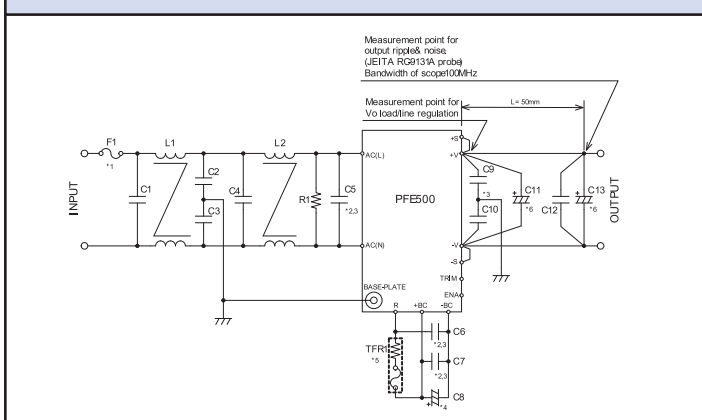 Measurement point for
output ripple& noise.
(JEITA RG9131A probe)
Bandwidth of scope100MHz
Measurement point for
Vo load/line regulation
L= 50mm
F1
*1
L1
L2
C1
C2
C3
C4
R1
C5
*2,3
AC(L)
AC(N)
INPUT
PFE500
BASE-PLATE
+S
+V
-V
-S
TRIM
ENA
R
+BC
-BC
C9
*3
C10
C11
*6
C12
C13
*6
OUTPUT
C6
*2,3
TFR1
*5
C7
*2,3
C8
+
*4
+
+